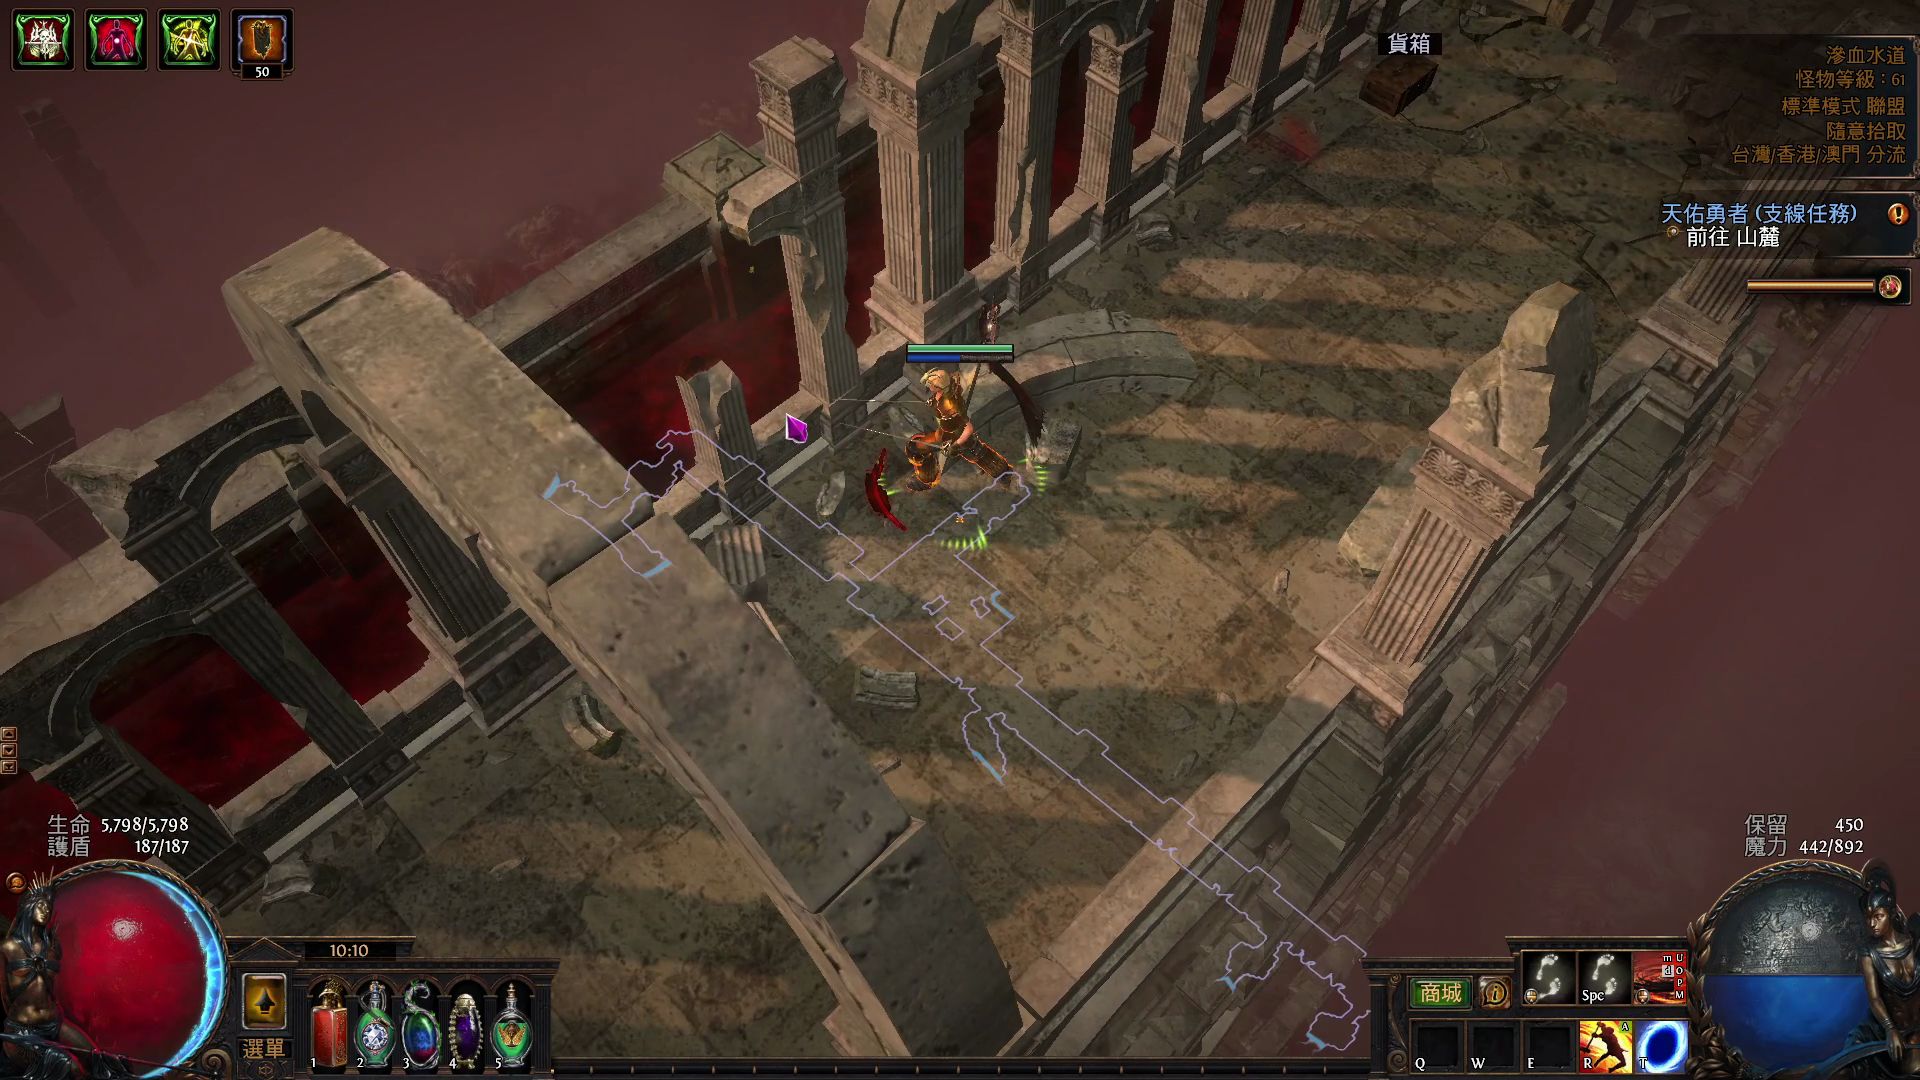 50
貨箱
滲血水道
怪物等級：61
標準模式 聯盟
隨意拾取
台灣/香港/澳門 分流
天佑勇者 (支線任務)
前往 山麓
生命 5,798/5,798
護盾 187/187
保留 450
魔力 442/892
10:10
選單
1 2 3 4 5
商城
Spc
m U
d O
P
M
Q W E R T
A